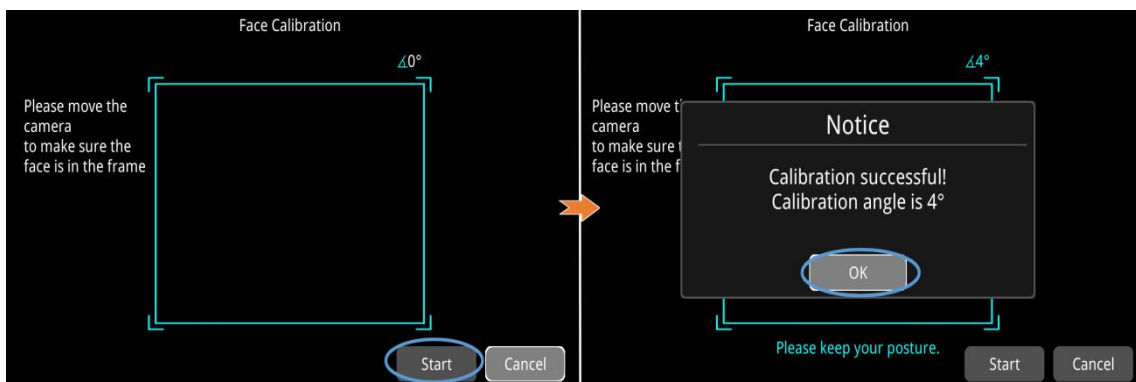 Face Calibration
∡0°
Please move the
camera
to make sure the
face is in the frame
Start
Cancel
Face Calibration
∡4°
Please move t
camera
to make sure t
face is in the f
Notice
Calibration successful!
Calibration angle is 4°
OK
Please keep your posture.
Start
Cancel